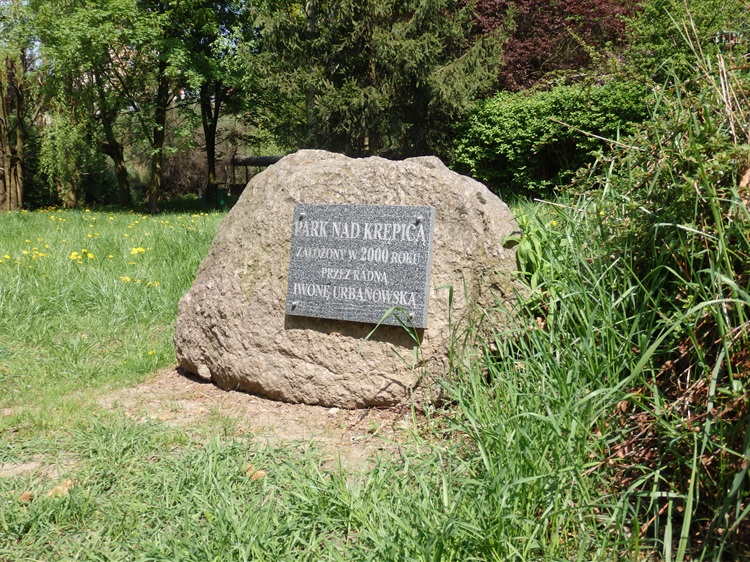 PARK NAD KRĘPICĄ
ZAŁOŻONY W 2000 ROKU
PRZEZ RADNĄ
IWONĘ URBANOWSKĄ